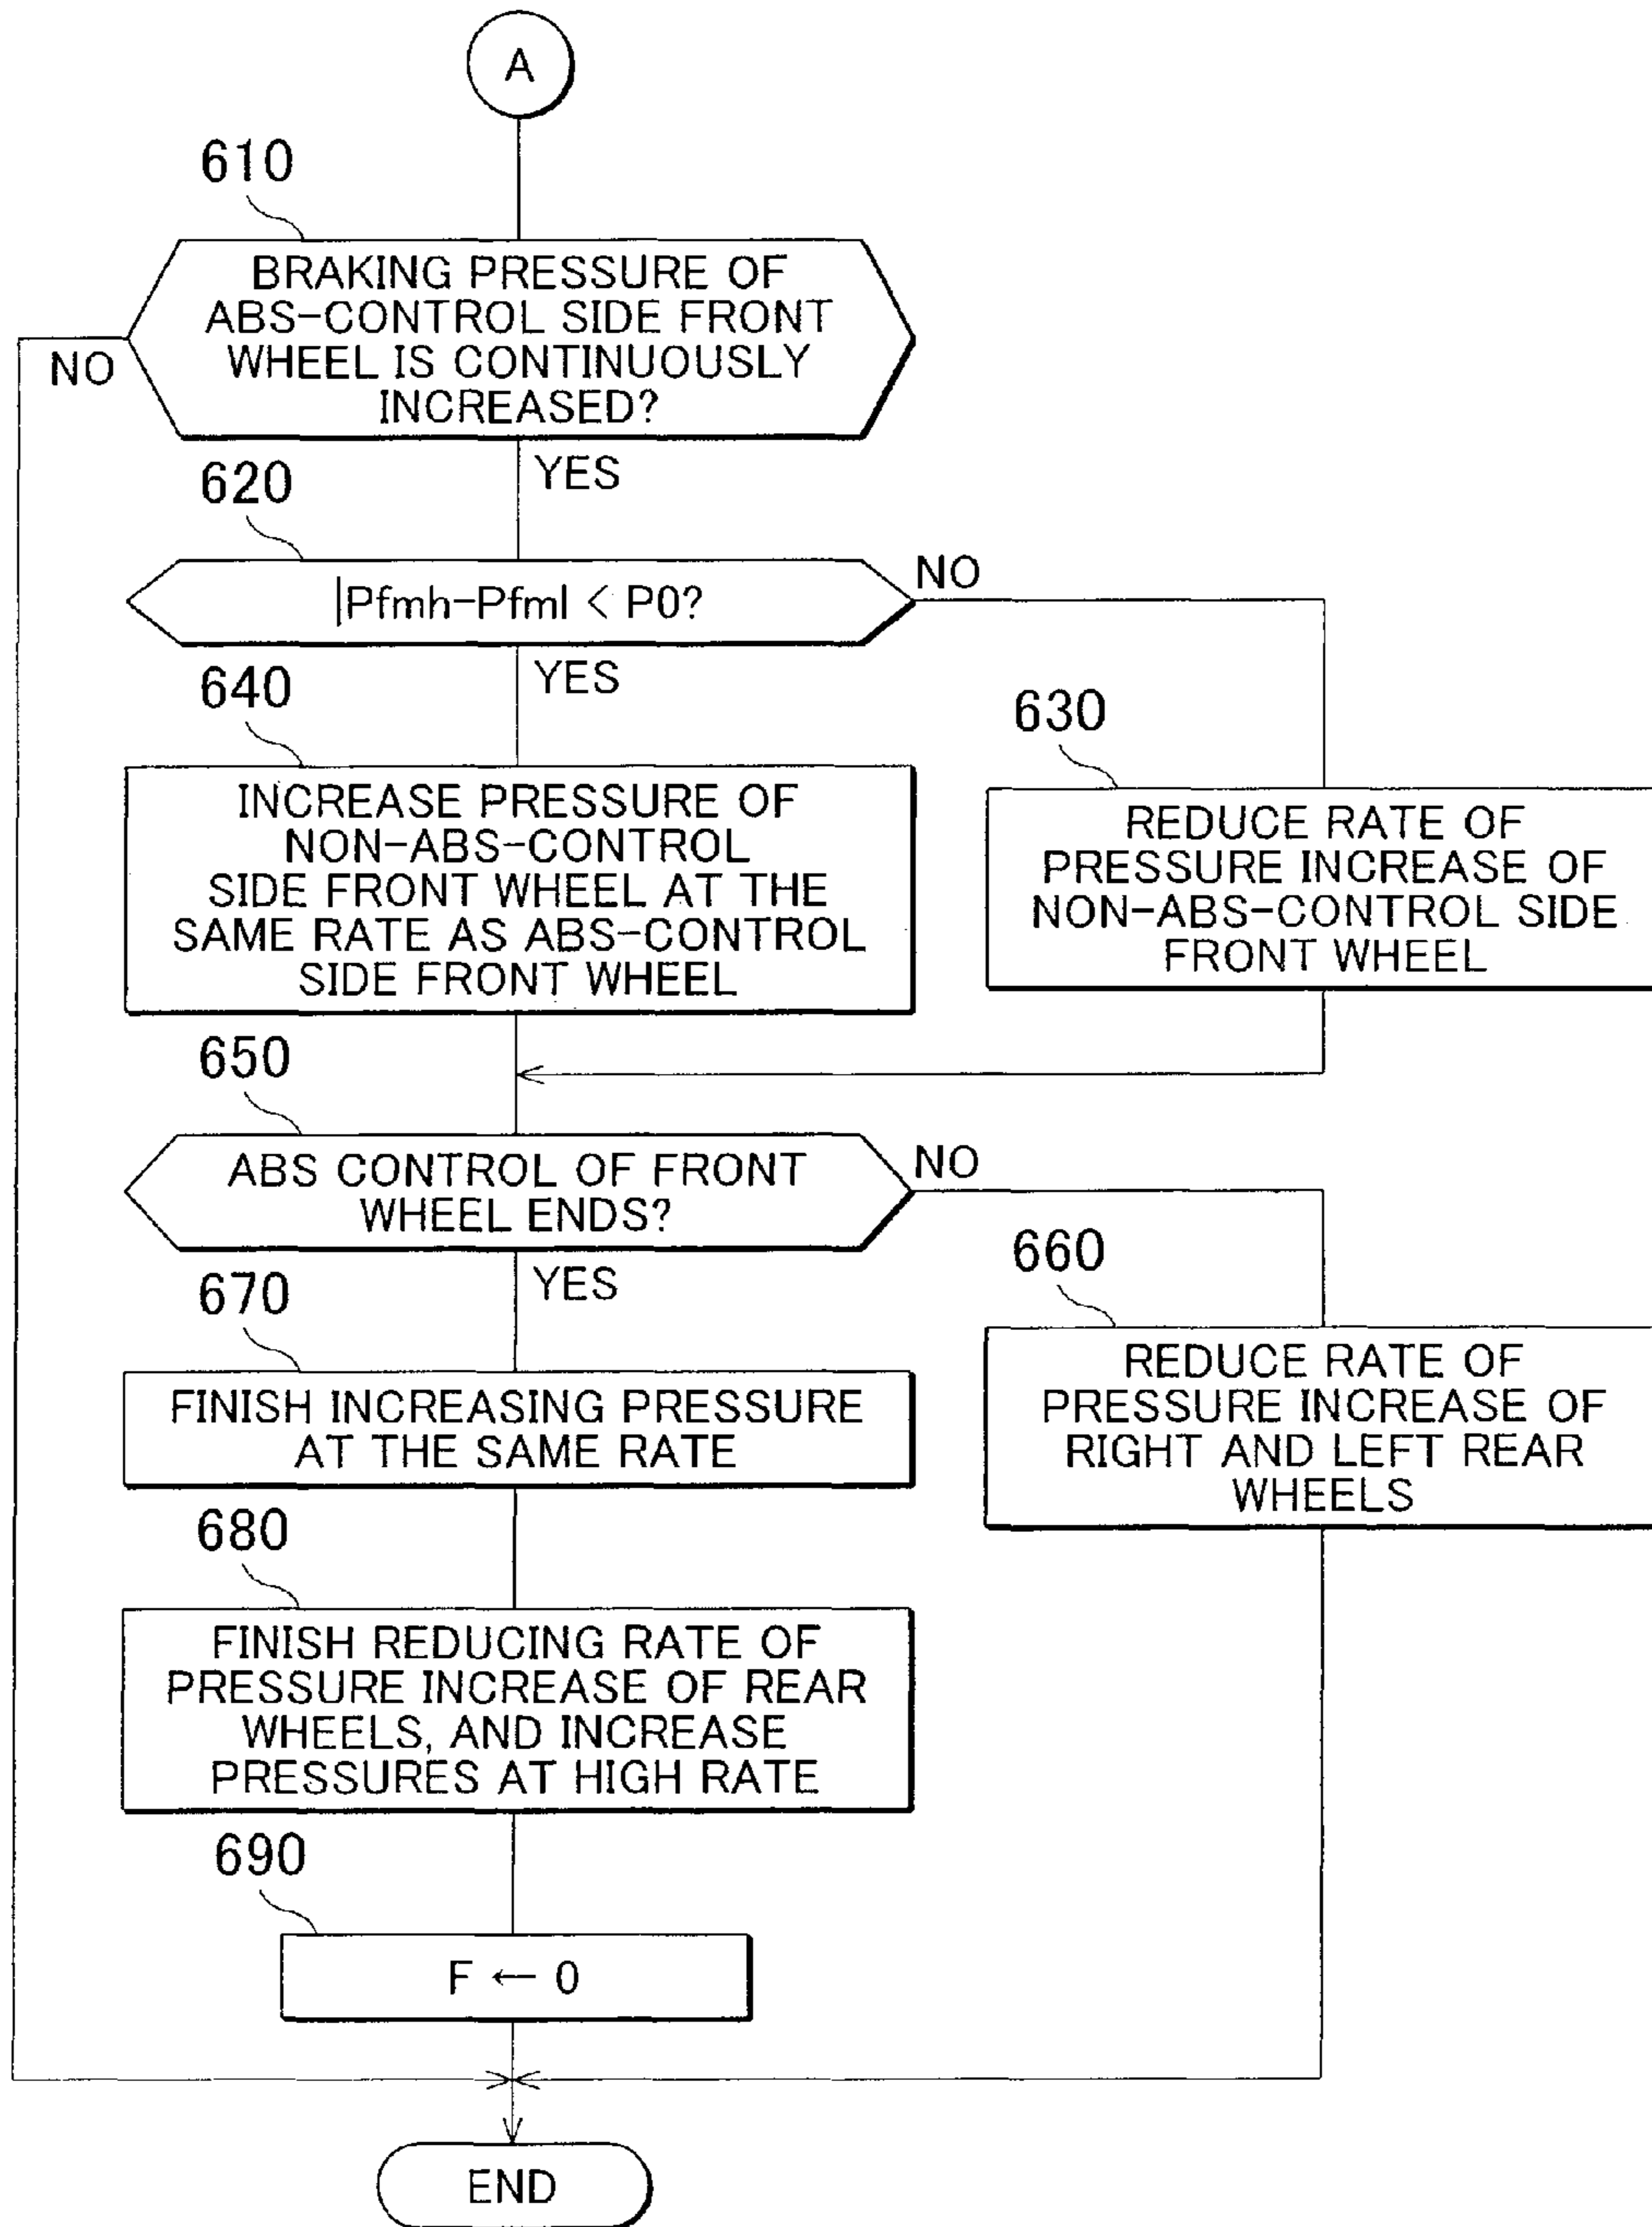 A
610
BRAKING PRESSURE OF
ABS-CONTROL SIDE FRONT
WHEEL IS CONTINUOUSLY
INCREASED?
NO
YES
620
|Pfmh-Pfml < P0?
NO
YES
640
INCREASE PRESSURE OF
NON-ABS-CONTROL
SIDE FRONT WHEEL AT THE
SAME RATE AS ABS-CONTROL
SIDE FRONT WHEEL
630
REDUCE RATE OF
PRESSURE INCREASE OF
NON-ABS-CONTROL SIDE
FRONT WHEEL
650
ABS CONTROL OF FRONT
WHEEL ENDS?
NO
YES
660
REDUCE RATE OF
PRESSURE INCREASE OF
RIGHT AND LEFT REAR
WHEELS
670
FINISH INCREASING PRESSURE
AT THE SAME RATE
680
FINISH REDUCING RATE OF
PRESSURE INCREASE OF REAR
WHEELS, AND INCREASE
PRESSURES AT HIGH RATE
690
F ← 0
END